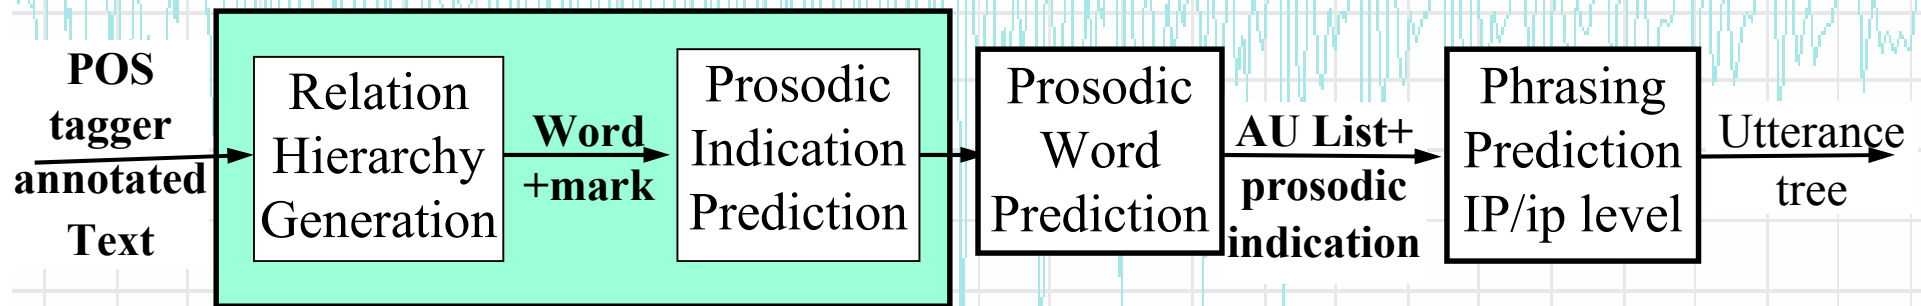 POS
tagger
annotated
Text
Relation
Hierarchy
Generation
Word
+mark
Prosodic
Indication
Prediction
Prosodic
Word
Prediction
AU List+
prosodic
indication
Phrasing
Prediction
IP/ip level
Utterance
tree